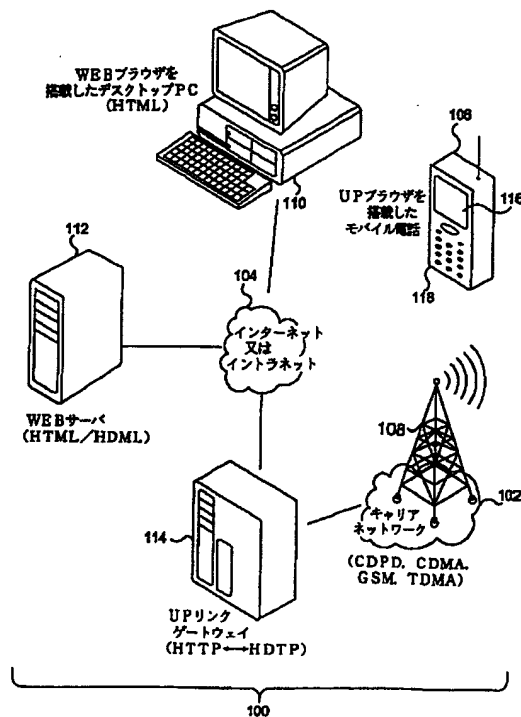 WEBブラウザを
搭載したデスクトップPC
(HTML)
110
106
116
UPブラウザを
搭載した
モバイル電話
118
112
104
インターネット
又は
イントラネット
WEBサーバ
(HTML/HDML)
108
102
キャリア
ネットワーク
(CDPD, CDMA,
GSM, TDMA)
114
UPリンク
ゲートウェイ
(HTTP⟷HDTP)
100